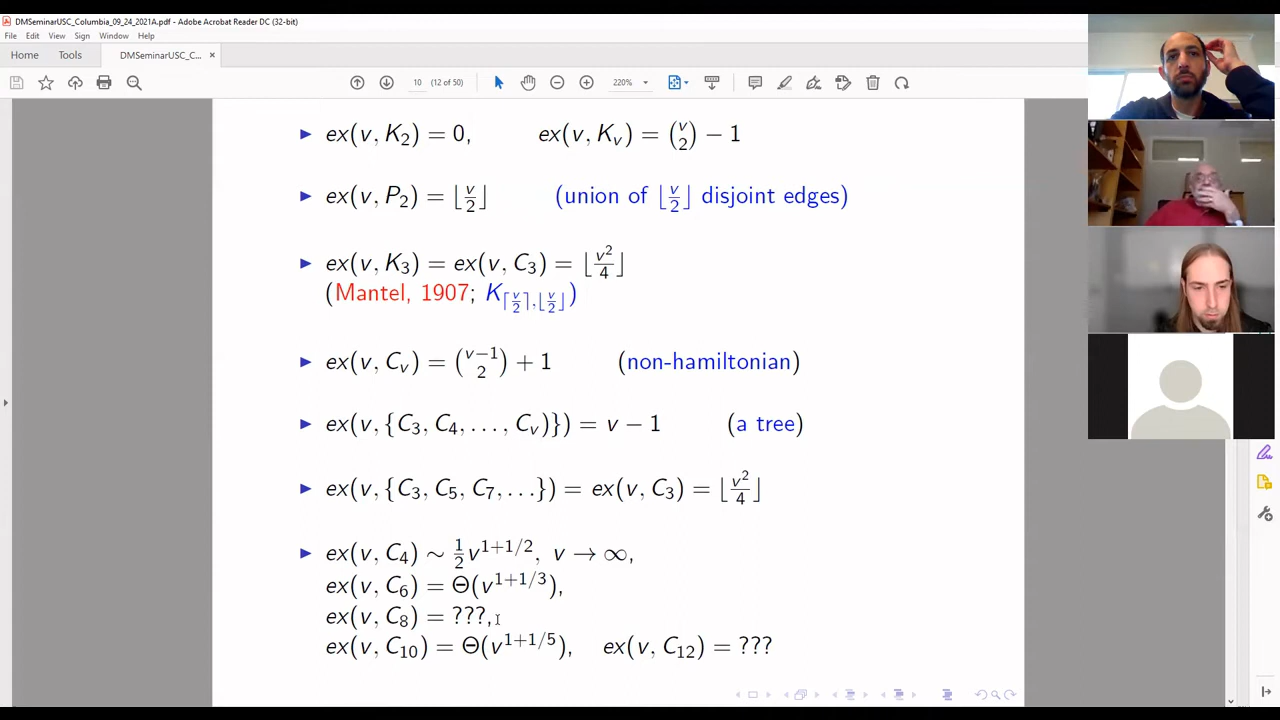 DMSeminarUSC_Columbia_09_24_2021A.pdf - Adobe Acrobat Reader DC (32-bit)
File Edit View Sign Window Help
Home Tools DMSeminarUSC_C... ×
10 (12 of 50) 220%
▶ ex(v, K₂) = 0, ex(v, Kᵥ) = (v 2) − 1
▶ ex(v, P₂) = ⌊v/2⌋ (union of ⌊v/2⌋ disjoint edges)
▶ ex(v, K₃) = ex(v, C₃) = ⌊v²/4⌋
(Mantel, 1907; K_{⌈v/2⌉,⌊v/2⌋})
▶ ex(v, Cᵥ) = (v−1 2) + 1 (non-hamiltonian)
▶ ex(v, {C₃, C₄, . . . , Cᵥ)}) = v − 1 (a tree)
▶ ex(v, {C₃, C₅, C₇, . . .}) = ex(v, C₃) = ⌊v²/4⌋
▶ ex(v, C₄) ∼ ½v^{1+1/2}, v → ∞,
ex(v, C₆) = Θ(v^{1+1/3}),
ex(v, C₈) = ???,
ex(v, C₁₀) = Θ(v^{1+1/5}), ex(v, C₁₂) = ???